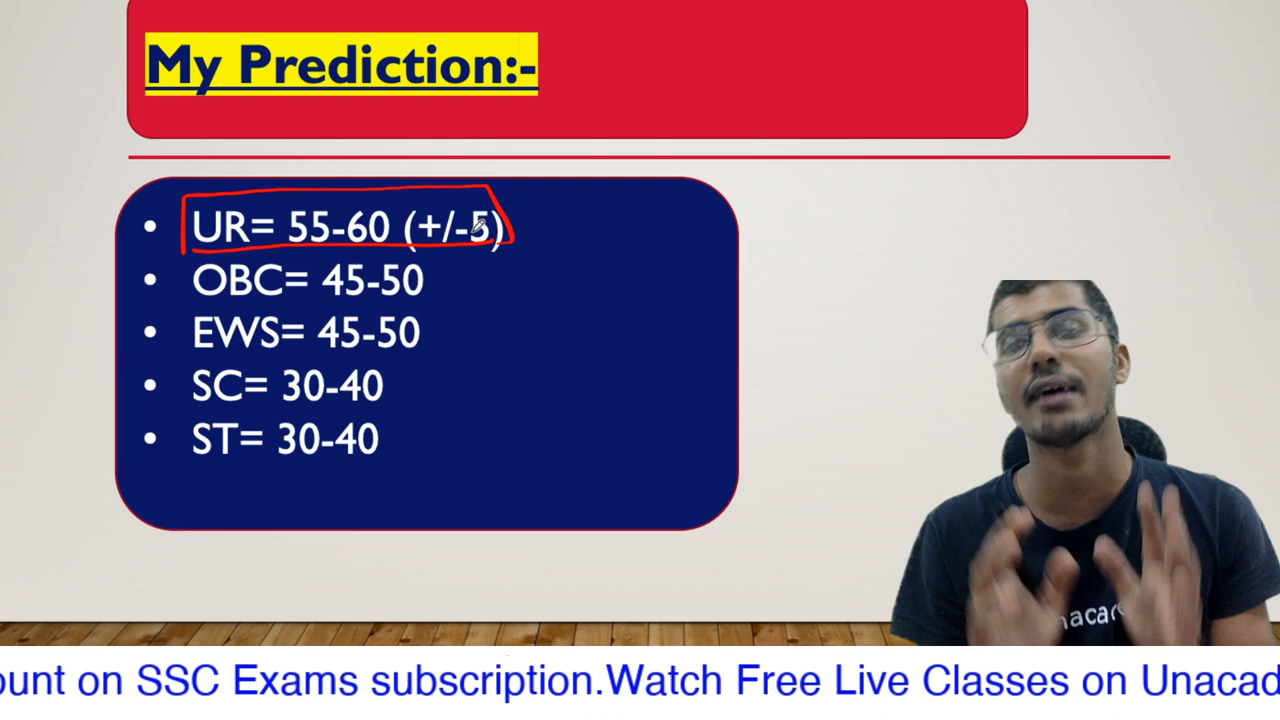 My Prediction:-
• UR= 55-60 (+/-5)
• OBC= 45-50
• EWS= 45-50
• SC= 30-40
• ST= 30-40
nacade
ount on SSC Exams subscription.Watch Free Live Classes on Unacad